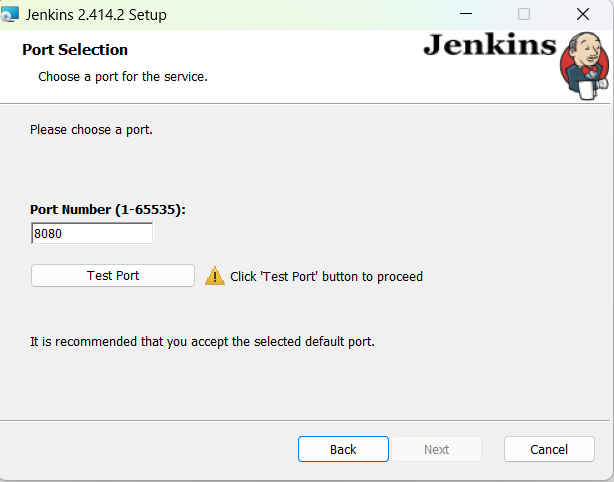 Jenkins 2.414.2 Setup
Port Selection
Jenkins
Choose a port for the service.
Please choose a port.
Port Number (1-65535):
8080
Test Port
Click 'Test Port' button to proceed
It is recommended that you accept the selected default port.
Back
Next
Cancel